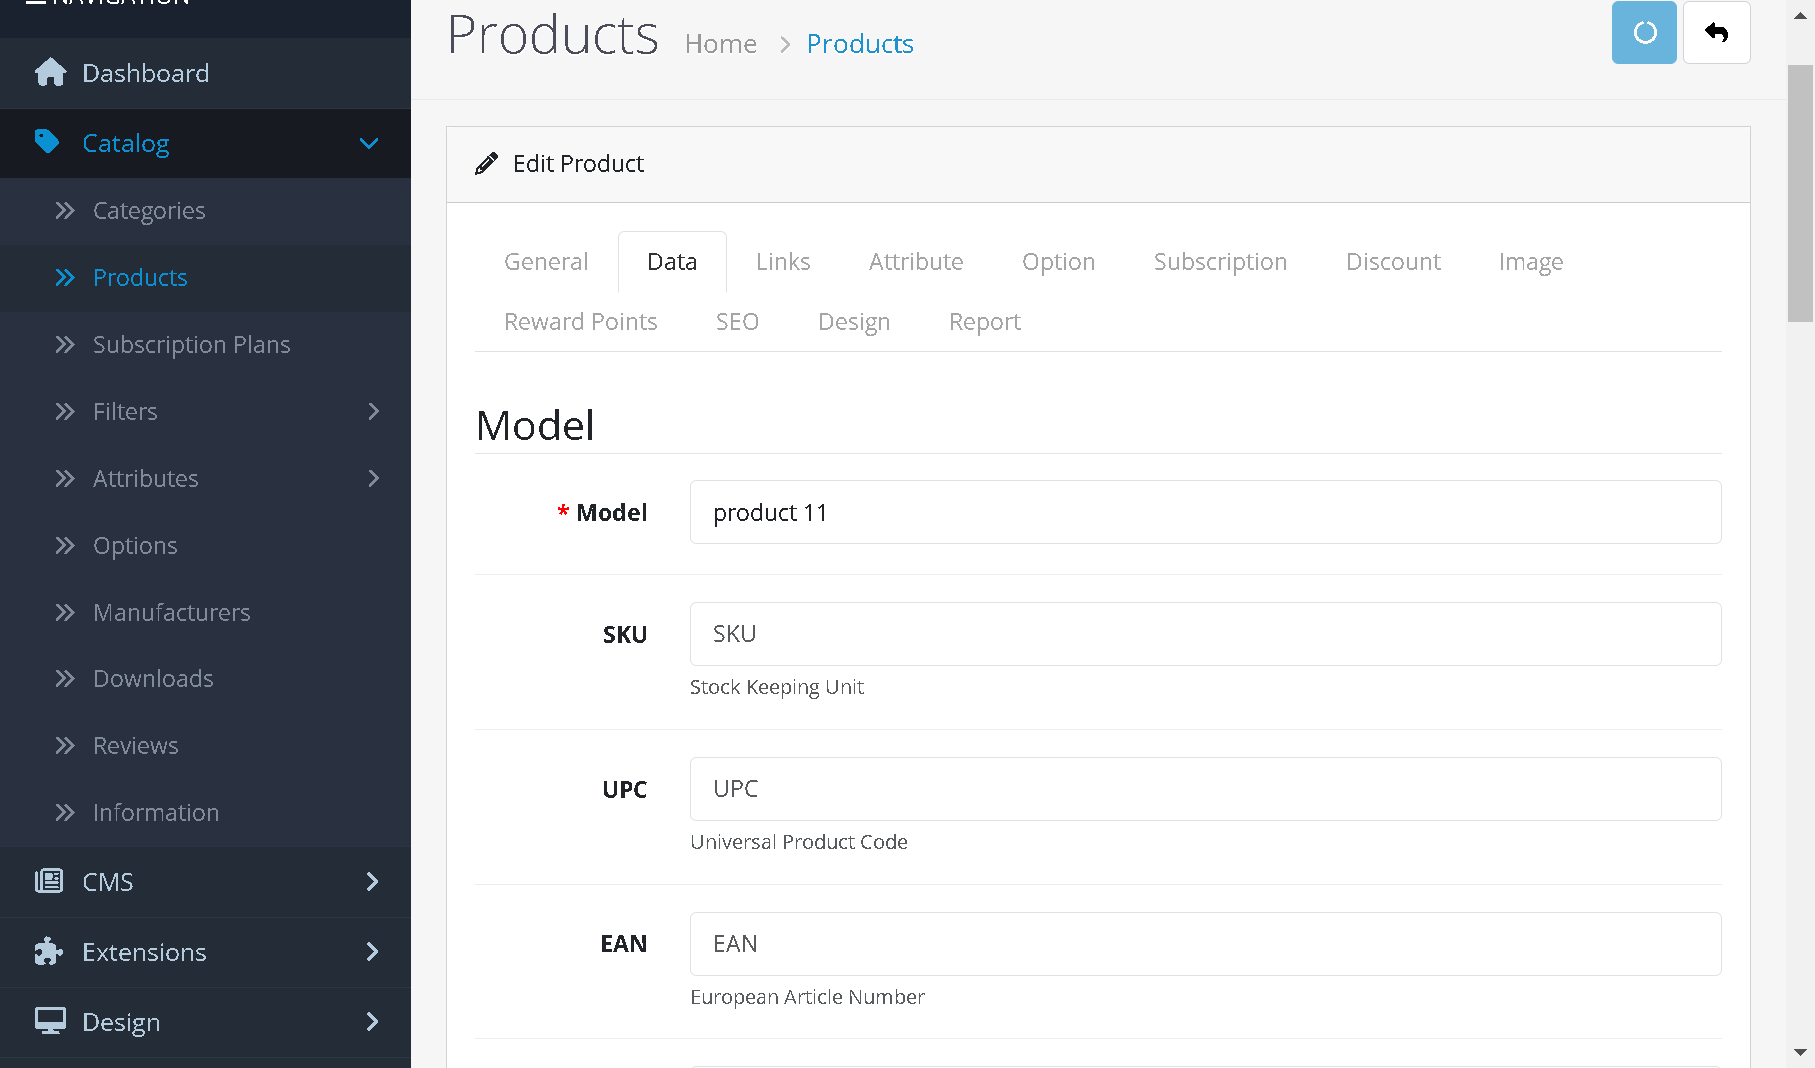 NAVIGATION
Dashboard
Catalog
Categories
Products
Subscription Plans
Filters
Attributes
Options
Manufacturers
Downloads
Reviews
Information
CMS
Extensions
Design
Products Home Products
Edit Product
General Data Links Attribute Option Subscription Discount Image
Reward Points SEO Design Report
Model
* Model product 11
SKU SKU
Stock Keeping Unit
UPC UPC
Universal Product Code
EAN EAN
European Article Number